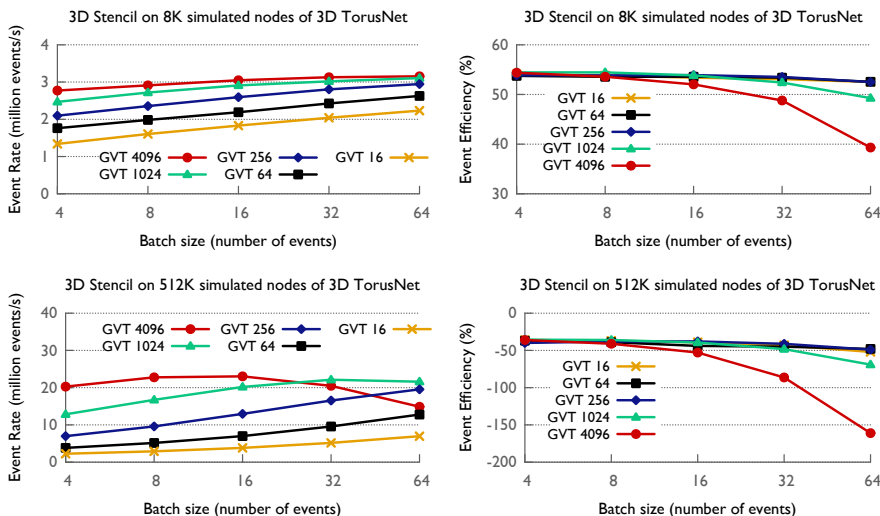 3D Stencil on 8K simulated nodes of 3D TorusNet
Event Rate (million events/s)
4
3
2
1
0
GVT 4096
GVT 256
GVT 16
GVT 1024
GVT 64
4
8
16
32
64
Batch size (number of events)
3D Stencil on 8K simulated nodes of 3D TorusNet
Event Efficiency (%)
60
50
40
30
GVT 16
GVT 64
GVT 256
GVT 1024
GVT 4096
4
8
16
32
64
Batch size (number of events)
3D Stencil on 512K simulated nodes of 3D TorusNet
Event Rate (million events/s)
40
30
20
10
0
GVT 4096
GVT 256
GVT 16
GVT 1024
GVT 64
4
8
16
32
64
Batch size (number of events)
3D Stencil on 512K simulated nodes of 3D TorusNet
Event Efficiency (%)
0
-50
-100
-150
-200
GVT 16
GVT 64
GVT 256
GVT 1024
GVT 4096
4
8
16
32
64
Batch size (number of events)